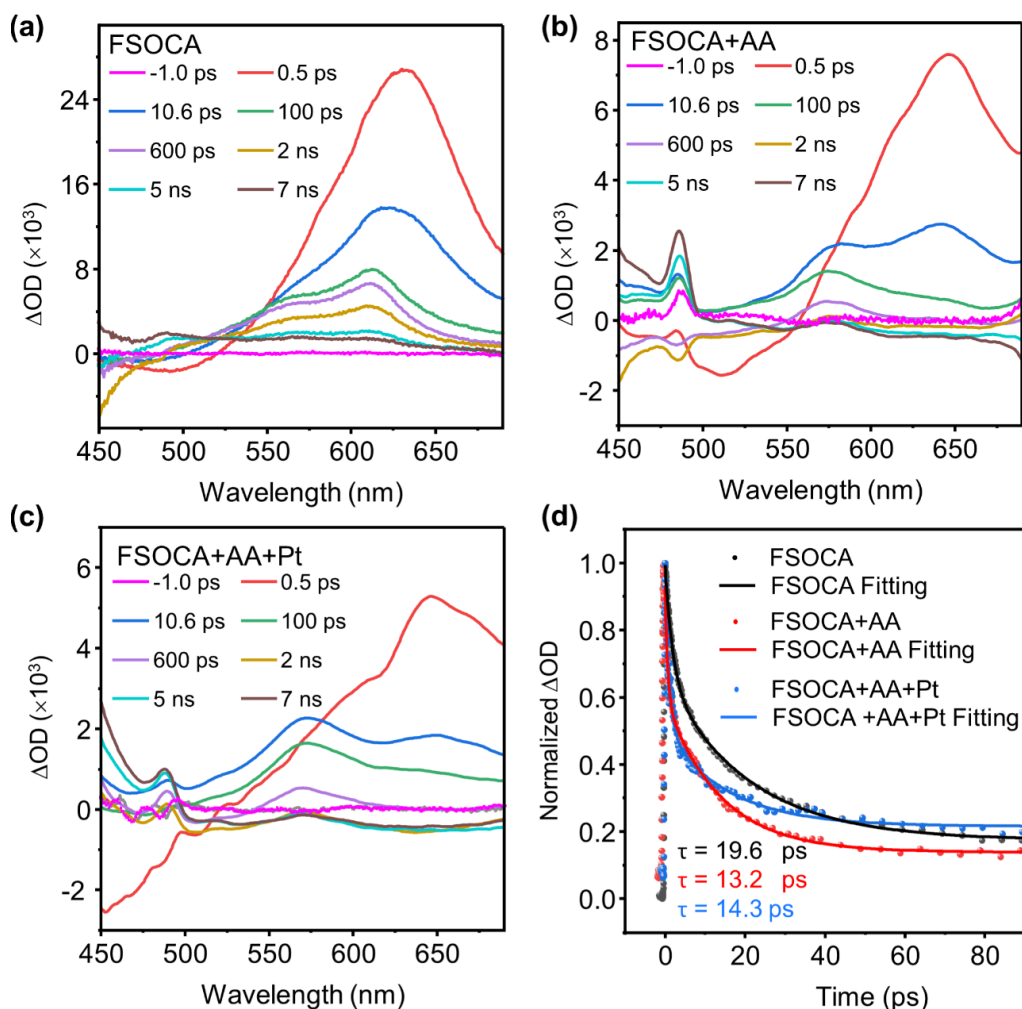 (a)
FSOCA
-1.0 ps 0.5 ps
10.6 ps 100 ps
600 ps 2 ns
5 ns 7 ns
26
16
8
0
ΔOD (×10³)
450 500 550 600 650
Wavelength (nm)
(b)
FSOCA+AA
-1.0 ps 0.5 ps
10.6 ps 100 ps
600 ps 2 ns
5 ns 7 ns
8
6
4
2
0
-2
ΔOD (×10³)
450 500 550 600 650
Wavelength (nm)
(c)
FSOCA+AA+Pt
-1.0 ps 0.5 ps
10.6 ps 100 ps
600 ps 2 ns
5 ns 7 ns
6
4
2
0
-2
ΔOD (×10³)
450 500 550 600 650
Wavelength (nm)
(d)
FSOCA
FSOCA Fitting
FSOCA+AA
FSOCA+AA Fitting
FSOCA+AA+Pt
FSOCA +AA+Pt Fitting
τ = 19.6 ps
τ = 13.2 ps
τ = 14.3 ps
1.0
0.8
0.6
0.4
0.2
0.0
Normalized ΔOD
0 20 40 60 80
Time (ps)